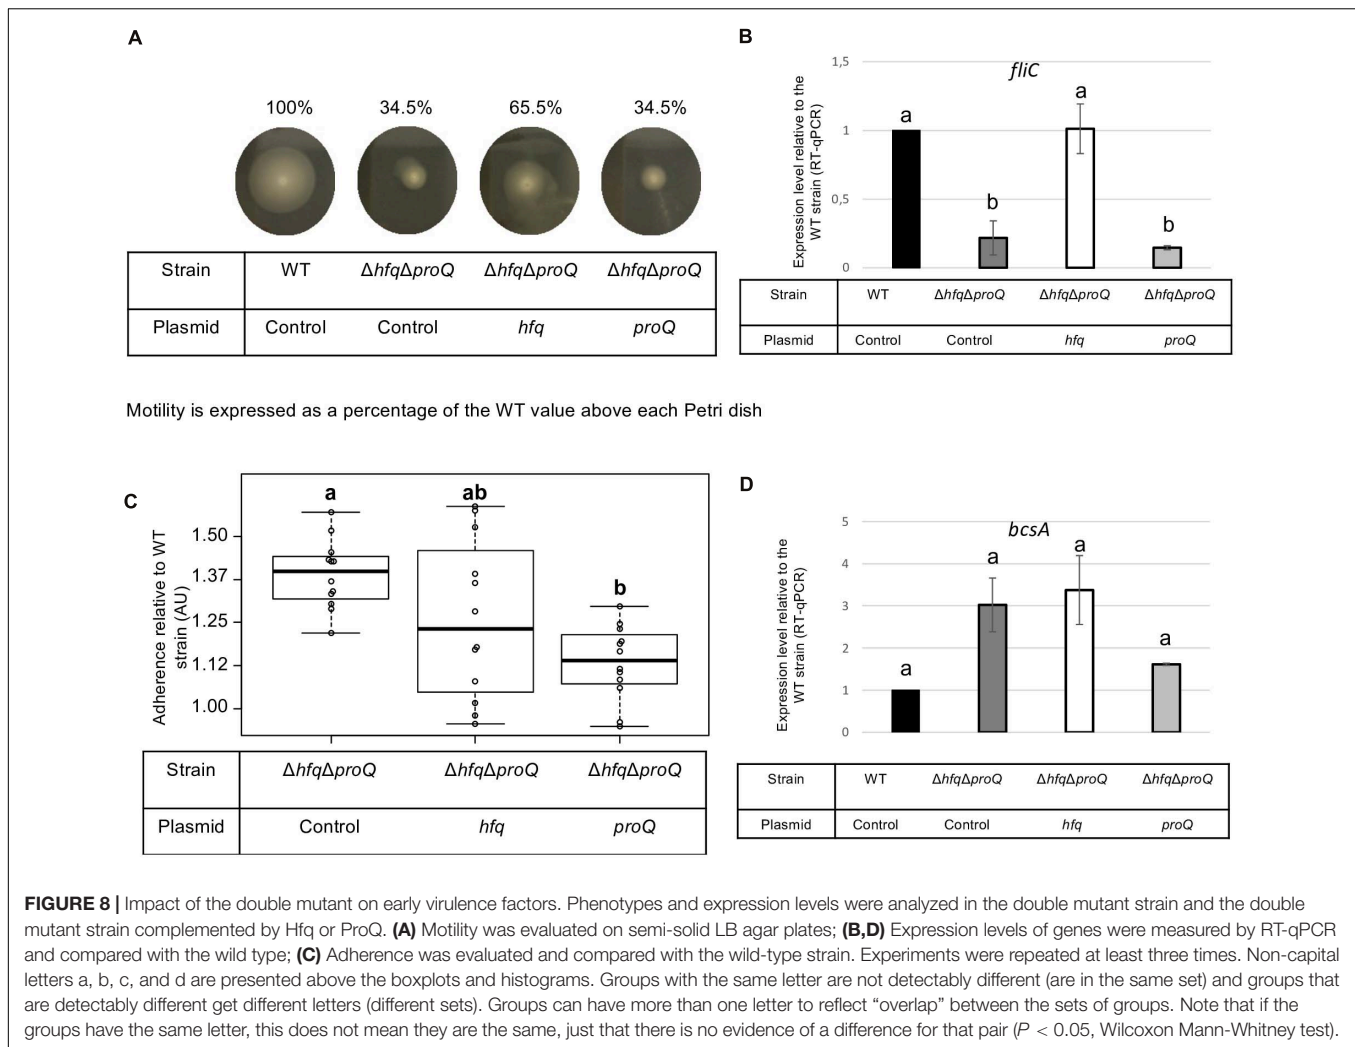 A
100% 34.5% 65.5% 34.5%
Strain WT ΔhfqΔproQ ΔhfqΔproQ ΔhfqΔproQ
Plasmid Control Control hfq proQ
Motility is expressed as a percentage of the WT value above each Petri dish
B
fliC
Expression level relative to the
WT strain (RT-qPCR)
1,5
1
0,5
0
a b a b
Strain WT ΔhfqΔproQ ΔhfqΔproQ ΔhfqΔproQ
Plasmid Control Control hfq proQ
C
Adherence relative to WT
strain (AU)
1.50
1.37
1.25
1.12
1.00
a ab b
Strain ΔhfqΔproQ ΔhfqΔproQ ΔhfqΔproQ
Plasmid Control hfq proQ
D
bcsA
Expression level relative to the
WT strain (RT-qPCR)
5
4
3
2
1
0
a a a a
Strain WT ΔhfqΔproQ ΔhfqΔproQ ΔhfqΔproQ
Plasmid Control Control hfq proQ
FIGURE 8 | Impact of the double mutant on early virulence factors. Phenotypes and expression levels were analyzed in the double mutant strain and the double
mutant strain complemented by Hfq or ProQ. (A) Motility was evaluated on semi-solid LB agar plates; (B,D) Expression levels of genes were measured by RT-qPCR
and compared with the wild type; (C) Adherence was evaluated and compared with the wild-type strain. Experiments were repeated at least three times. Non-capital
letters a, b, c, and d are presented above the boxplots and histograms. Groups with the same letter are not detectably different (are in the same set) and groups that
are detectably different get different letters (different sets). Groups can have more than one letter to reflect “overlap” between the sets of groups. Note that if the
groups have the same letter, this does not mean they are the same, just that there is no evidence of a difference for that pair (P < 0.05, Wilcoxon Mann-Whitney test).